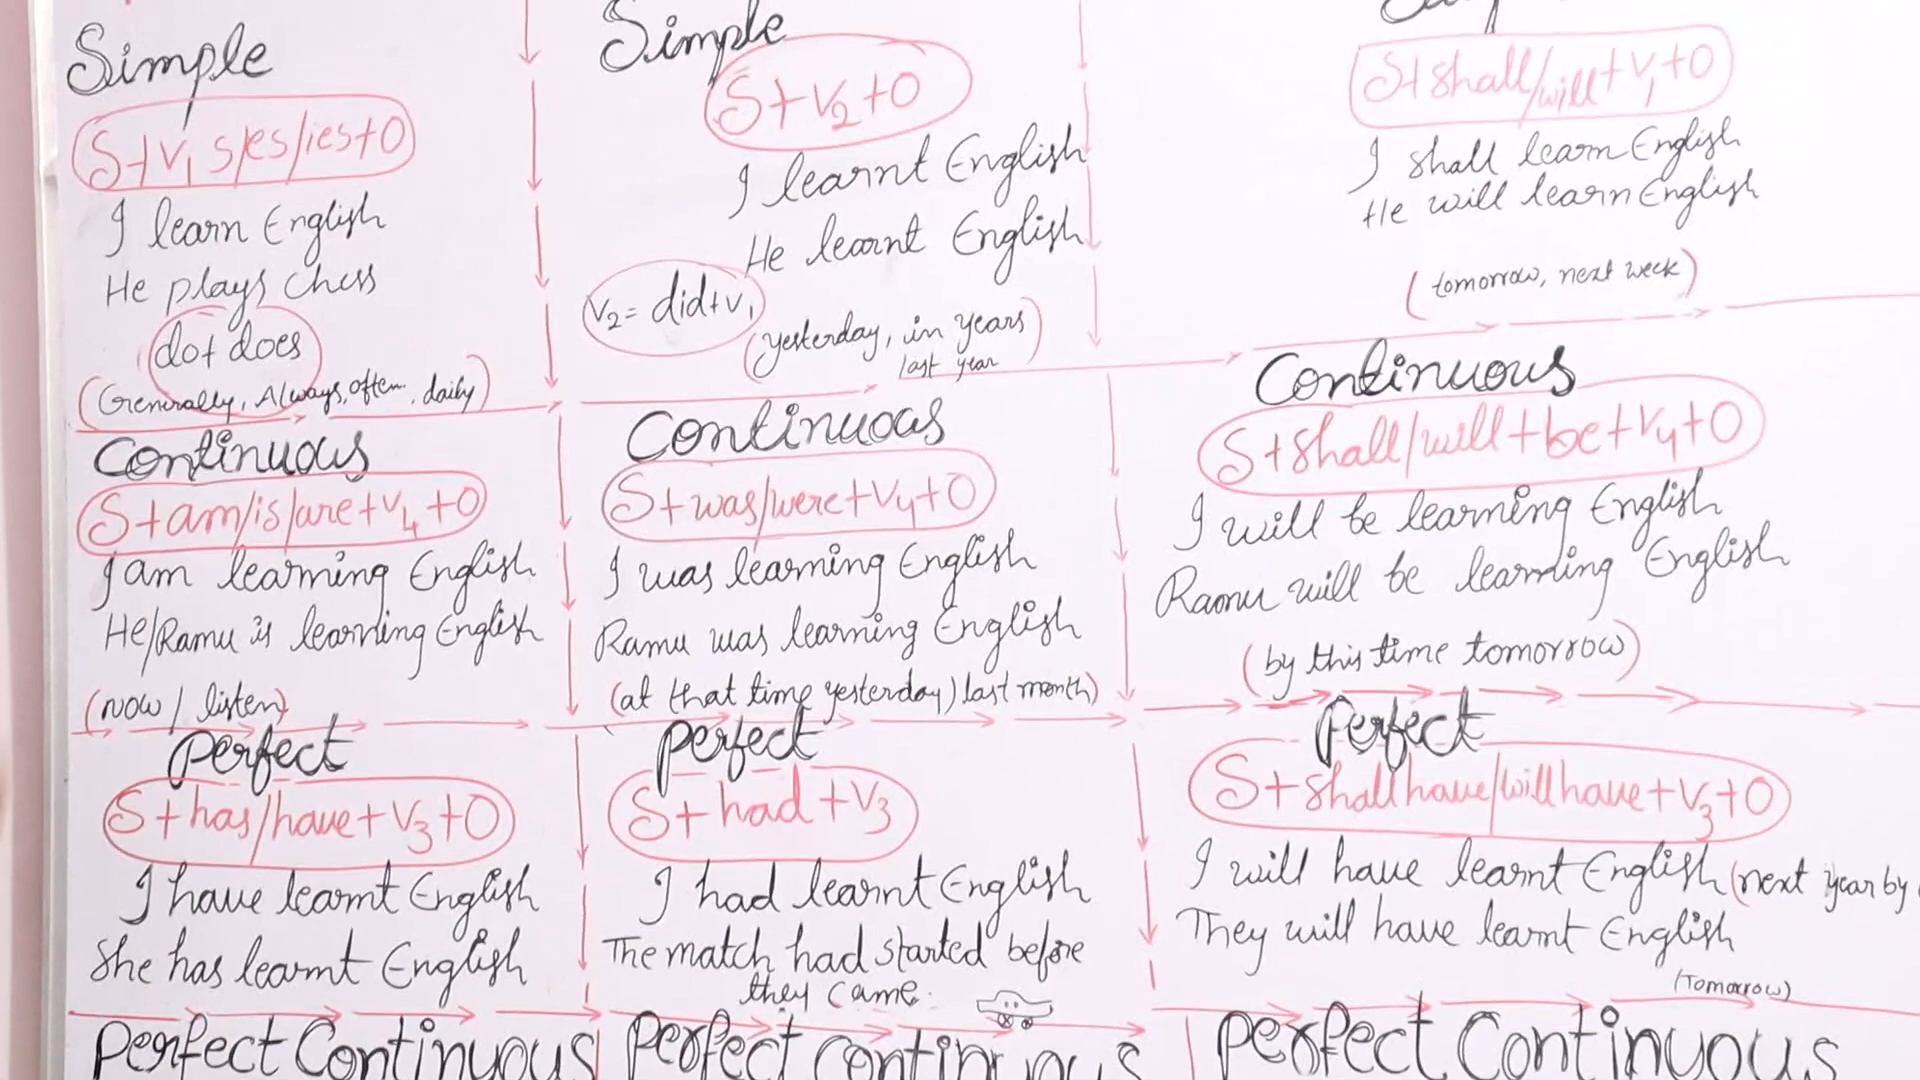 Simple
S+V1 s/es/ies+O
I learn English
He plays chess
do+does
(Generally, Always, often, daily)
Continuous
S+am/is/are+V4+O
I am learning English
He/Ramu is learning English
(now / listen)
Perfect
S+has/have+V3+O
I have learnt English
She has learnt English
Perfect Continuous
Simple
S+V2+O
I learnt English
He learnt English
V2=did+V1
(yesterday, in years)
last year
Continuous
S+was/were+V4+O
I was learning English
Ramu was learning English
(at that time yesterday) last month)
perfect
S+had+V3
I had learnt English
The match had started before
they came.
Perfect continuous
S+shall/will+V1+O
I shall learn English
He will learn English
(tomorrow, next week)
Continuous
S+shall/will+be+V4+O
I will be learning English
Ramu will be learning English
(by this time tomorrow)
Perfect
S+shall have/will have+V3+O
I will have learnt English (next year by
They will have learnt English
(Tomorrow)
Perfect Continuous